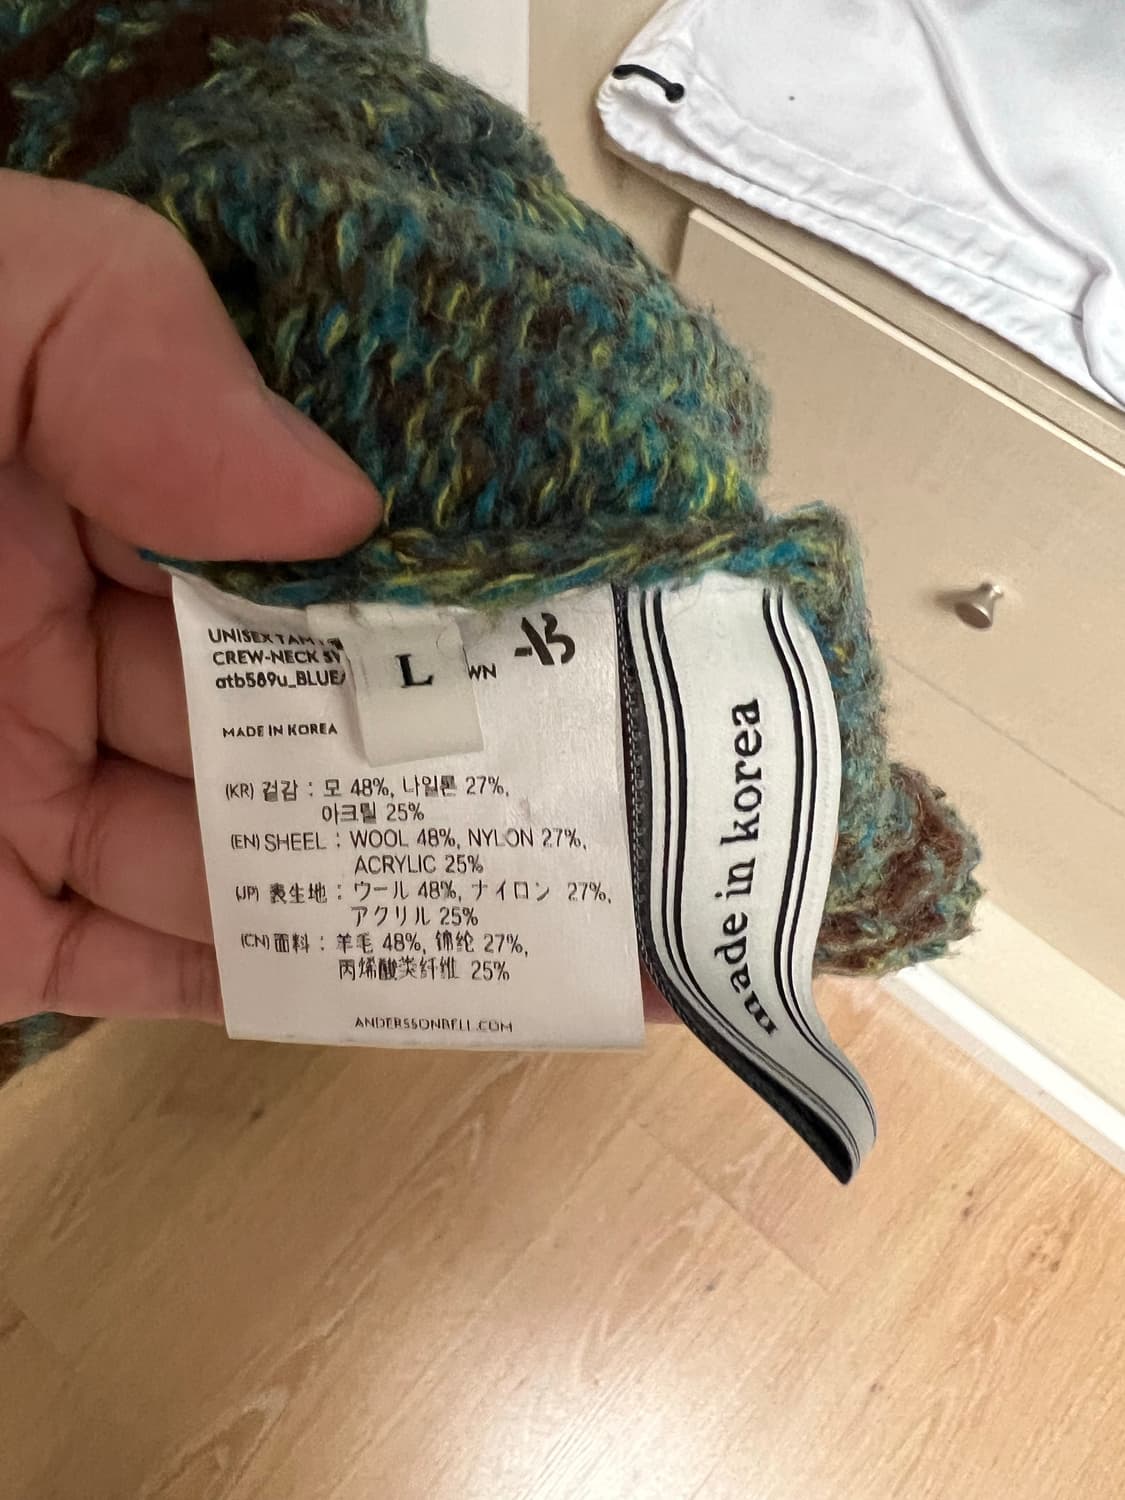 UNISEX
CREW-NECK
atb589u_BLUE/
WN
L
MADE IN KOREA
(KR) 겉감 : 모 48%, 나일론 27%,
아크릴 25%
(EN) SHEEL : WOOL 48%, NYLON 27%,
ACRYLIC 25%
(JP) 表生地 : ウール 48%, ナイロン 27%,
アクリル 25%
(CN) 面料 : 羊毛 48%, 锦纶 27%,
丙烯酸类纤维 25%
ANDERSSONBELL.COM
made in korea